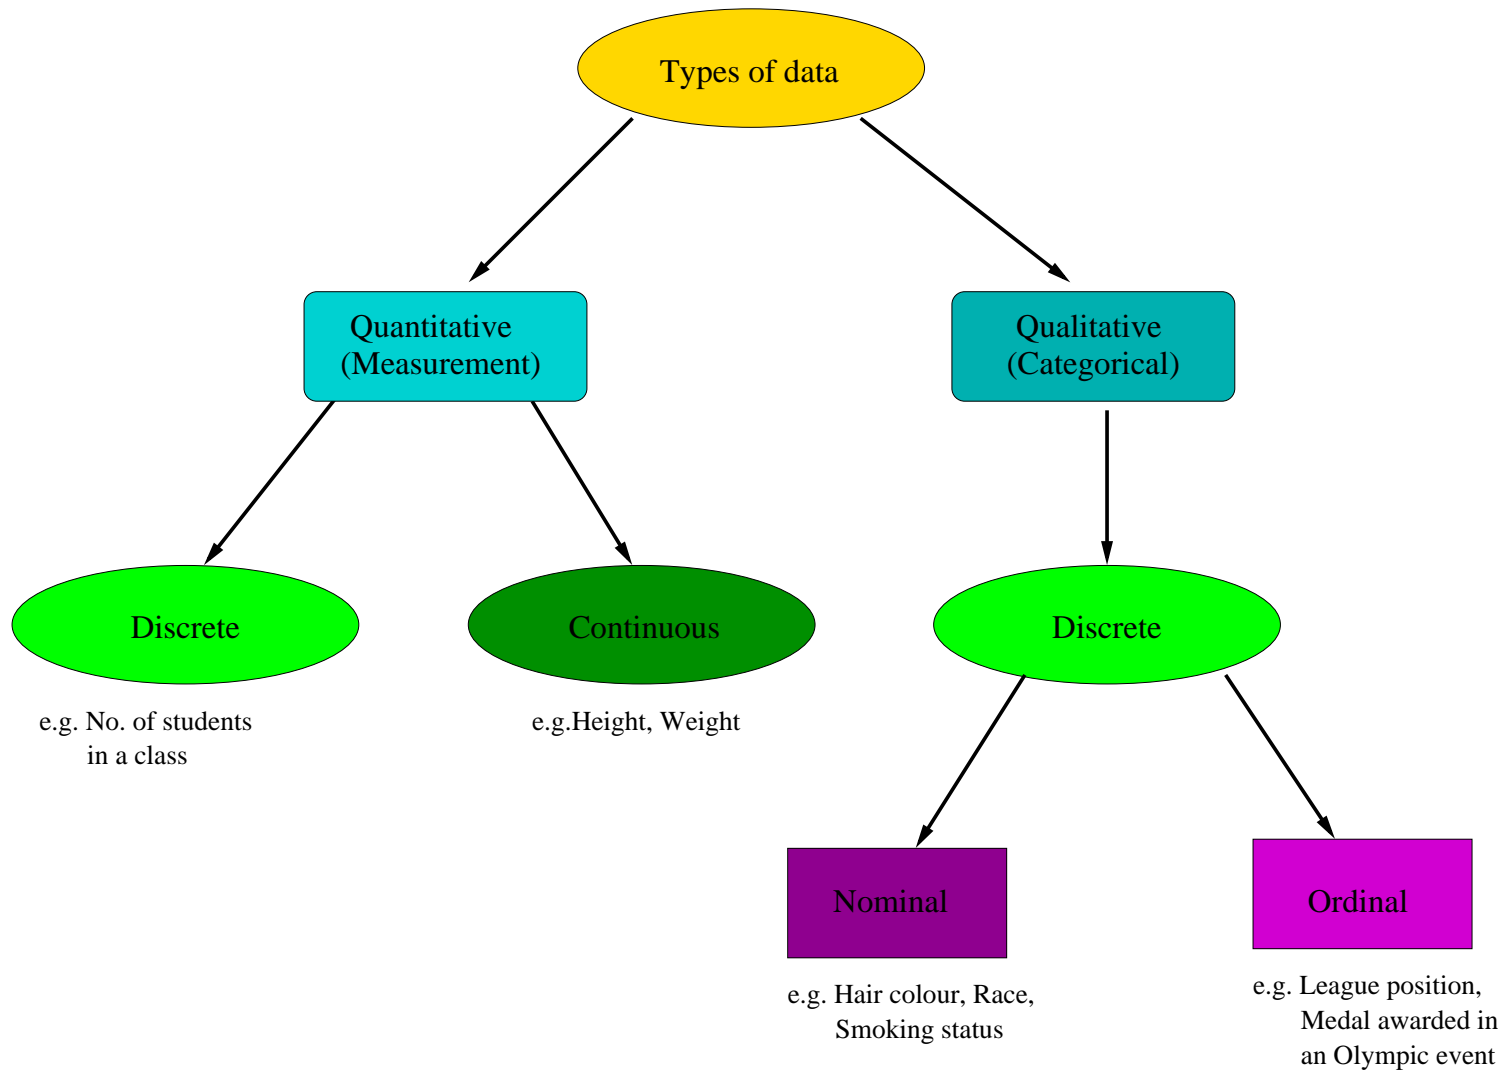 Types of data
Quantitative
(Measurement)
Qualitative
(Categorical)
Discrete
Continuous
Discrete
e.g. No. of students
in a class
e.g.Height, Weight
Nominal
Ordinal
e.g. Hair colour, Race,
Smoking status
e.g. League position,
Medal awarded in
an Olympic event